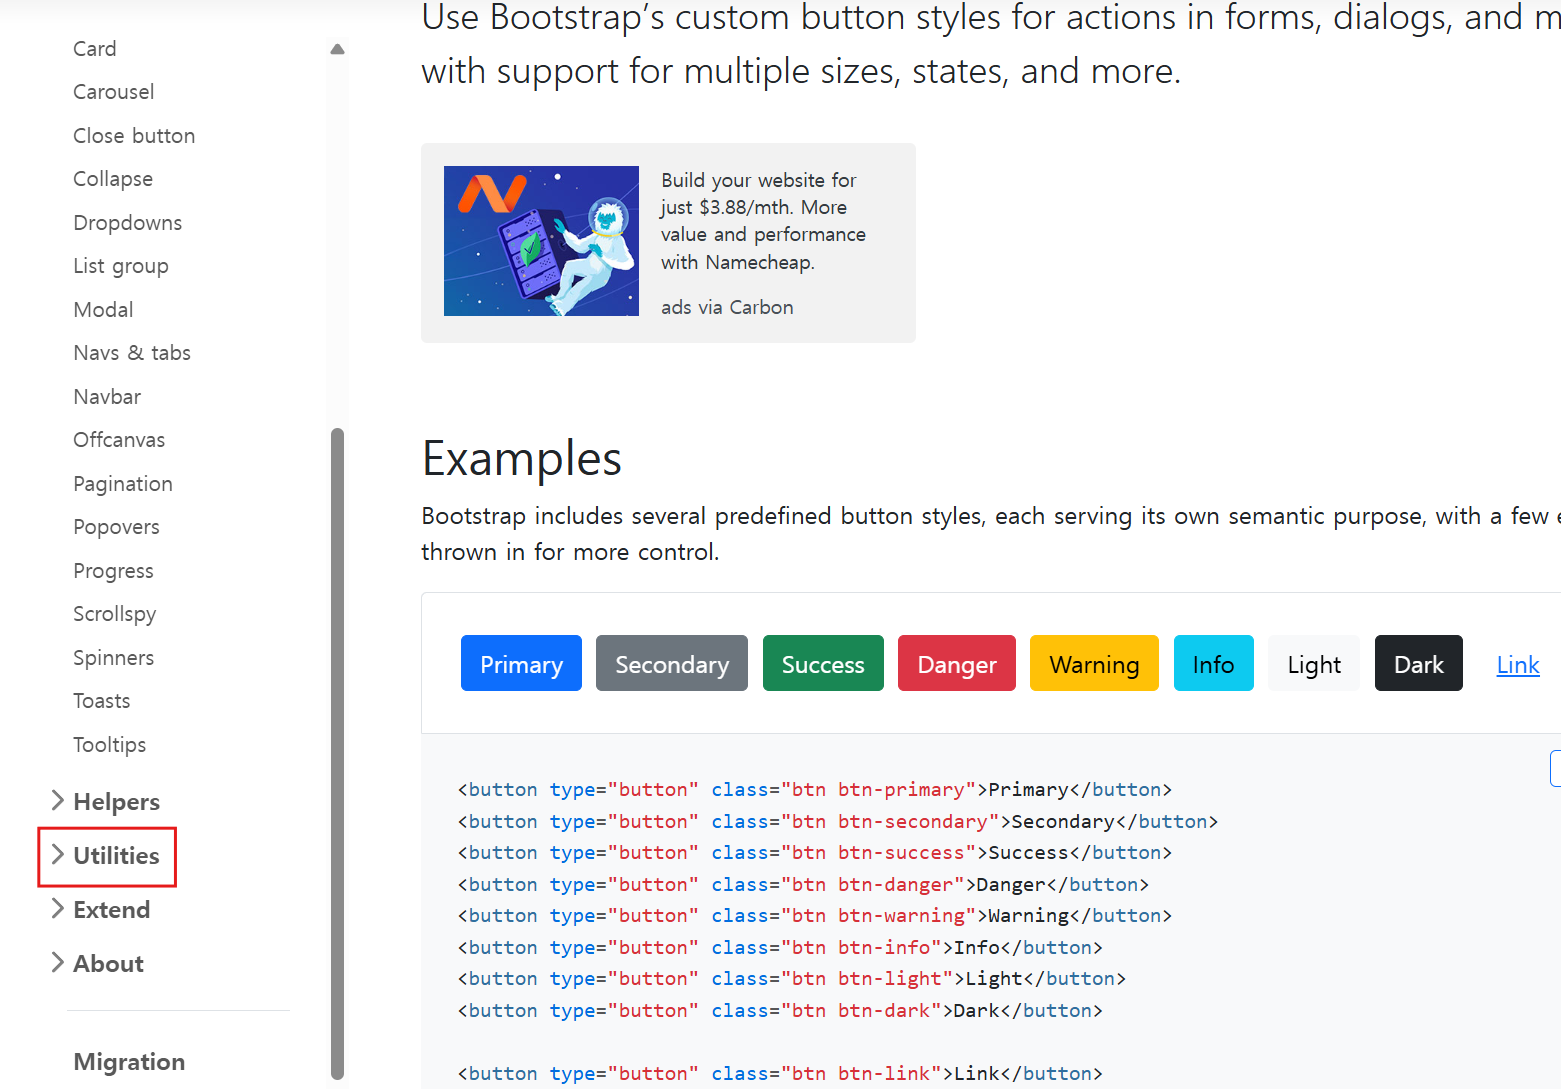 Card
Carousel
Close button
Collapse
Dropdowns
List group
Modal
Navs & tabs
Navbar
Offcanvas
Pagination
Popovers
Progress
Scrollspy
Spinners
Toasts
Tooltips
Helpers
Utilities
Extend
About
Migration
Use Bootstrap’s custom button styles for actions in forms, dialogs, and m
with support for multiple sizes, states, and more.
Build your website for
just $3.88/mth. More
value and performance
with Namecheap.
ads via Carbon
Examples
Bootstrap includes several predefined button styles, each serving its own semantic purpose, with a few e
thrown in for more control.
Primary Secondary Success Danger Warning Info Light Dark Link
<button type="button" class="btn btn-primary">Primary</button>
<button type="button" class="btn btn-secondary">Secondary</button>
<button type="button" class="btn btn-success">Success</button>
<button type="button" class="btn btn-danger">Danger</button>
<button type="button" class="btn btn-warning">Warning</button>
<button type="button" class="btn btn-info">Info</button>
<button type="button" class="btn btn-light">Light</button>
<button type="button" class="btn btn-dark">Dark</button>
<button type="button" class="btn btn-link">Link</button>